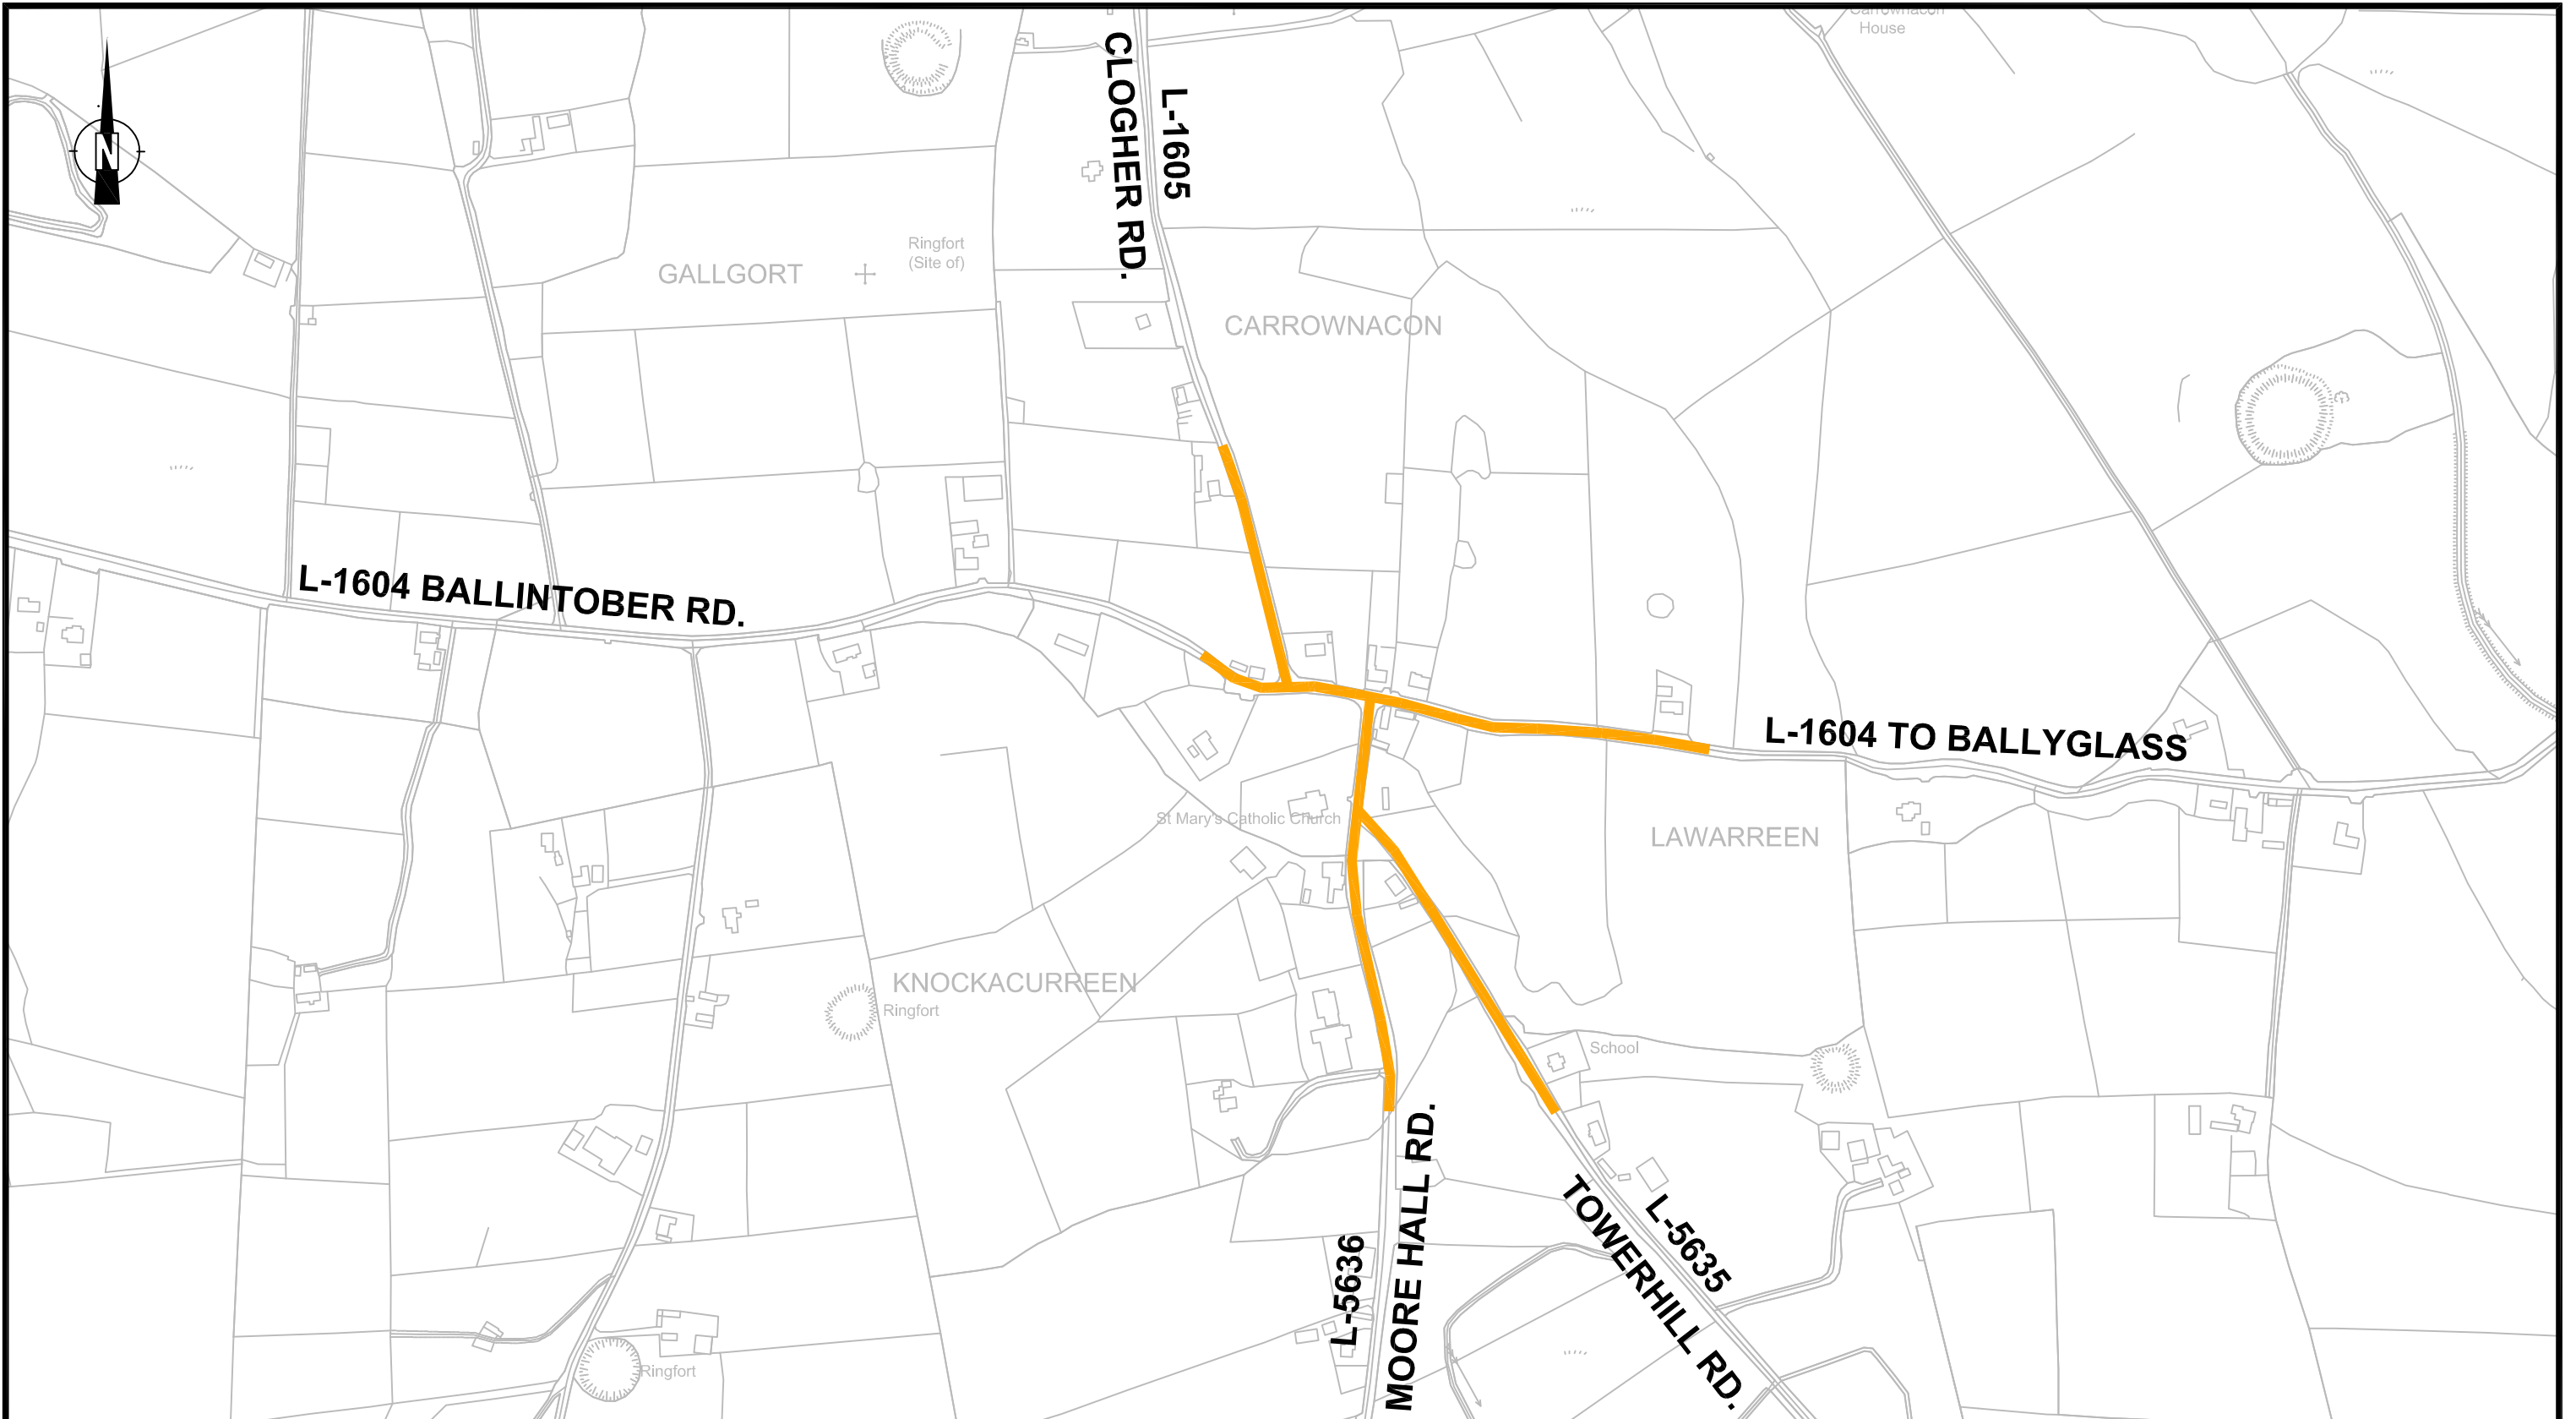 Carrownacon
House
N
CLOGHER RD.
L-1605
Ringfort
(Site of)
GALLGORT
CARROWNACON
L-1604 BALLINTOBER RD.
L-1604 TO BALLYGLASS
St Mary's Catholic Church
LAWARREEN
KNOCKACURREEN
Ringfort
School
L-5636
MOORE HALL RD.
TOWERHILL RD.
L-5635
Ringfort